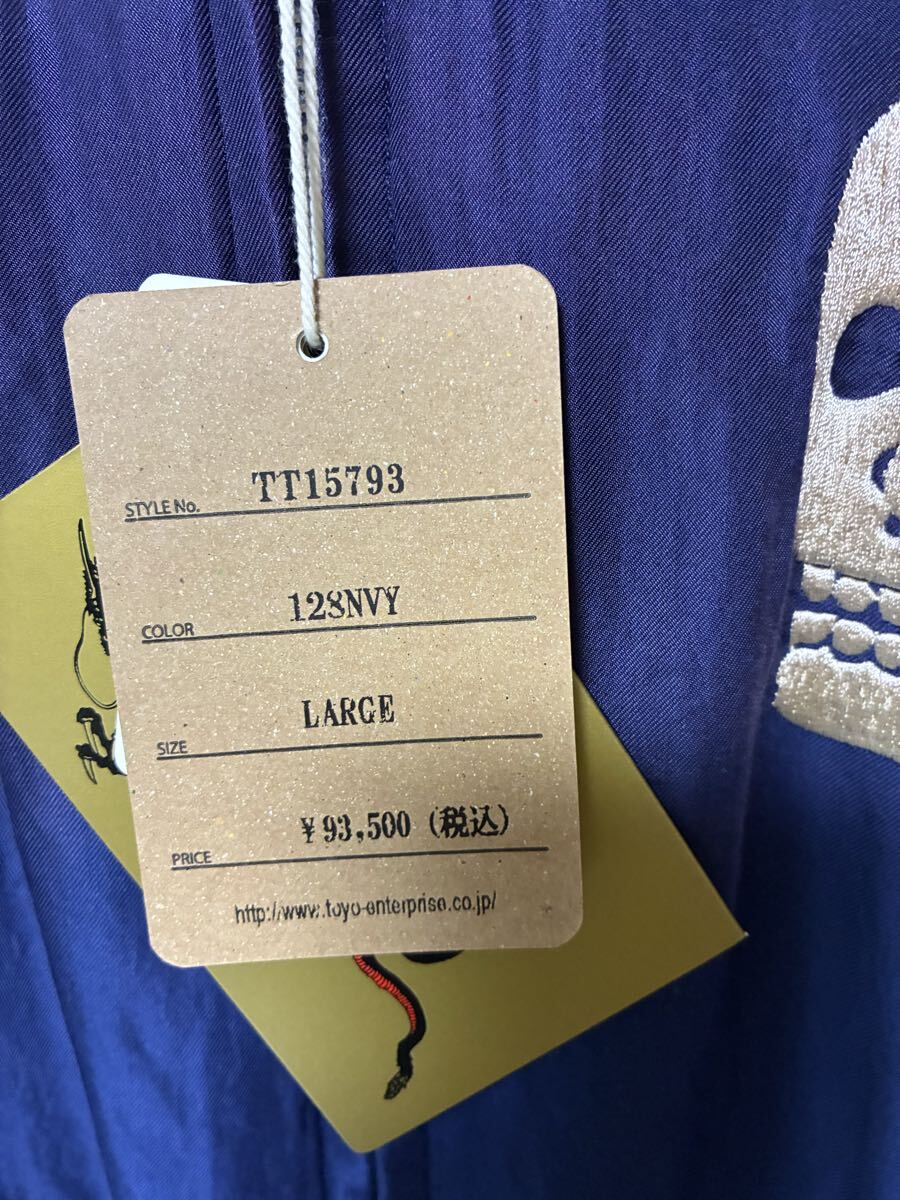 STYLE No. TT15793
COLOR 128NVY
SIZE LARGE
PRICE ¥93,500 (税込)
http://www.toyo-enterprise.co.jp/